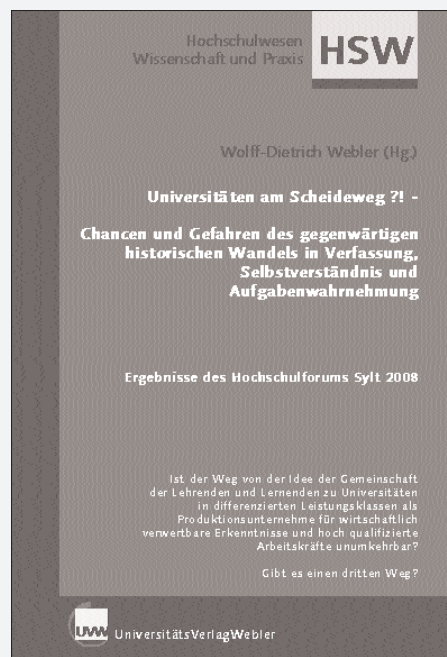 Hochschulwesen
Wissenschaft und Praxis
HSW
Wolff-Dietrich Webler (Hg.)
Universitäten am Scheideweg ?! -
Chancen und Gefahren des gegenwärtigen
historischen Wandels in Verfassung,
Selbstverständnis und
Aufgabenwahrnehmung
Ergebnisse des Hochschulforums Sylt 2008
Ist der Weg von der Idee der Gemeinschaft
der Lehrenden und Lernenden zu Universitäten
in differenzierten Leistungsklassen als
Produktionsunternehme für wirtschaftlich
verwertbare Erkenntnisse und hoch qualifizierte
Arbeitskräfte unumkehrbar?
Gibt es einen dritten Weg?
UVW UniversitätsVerlagWebler